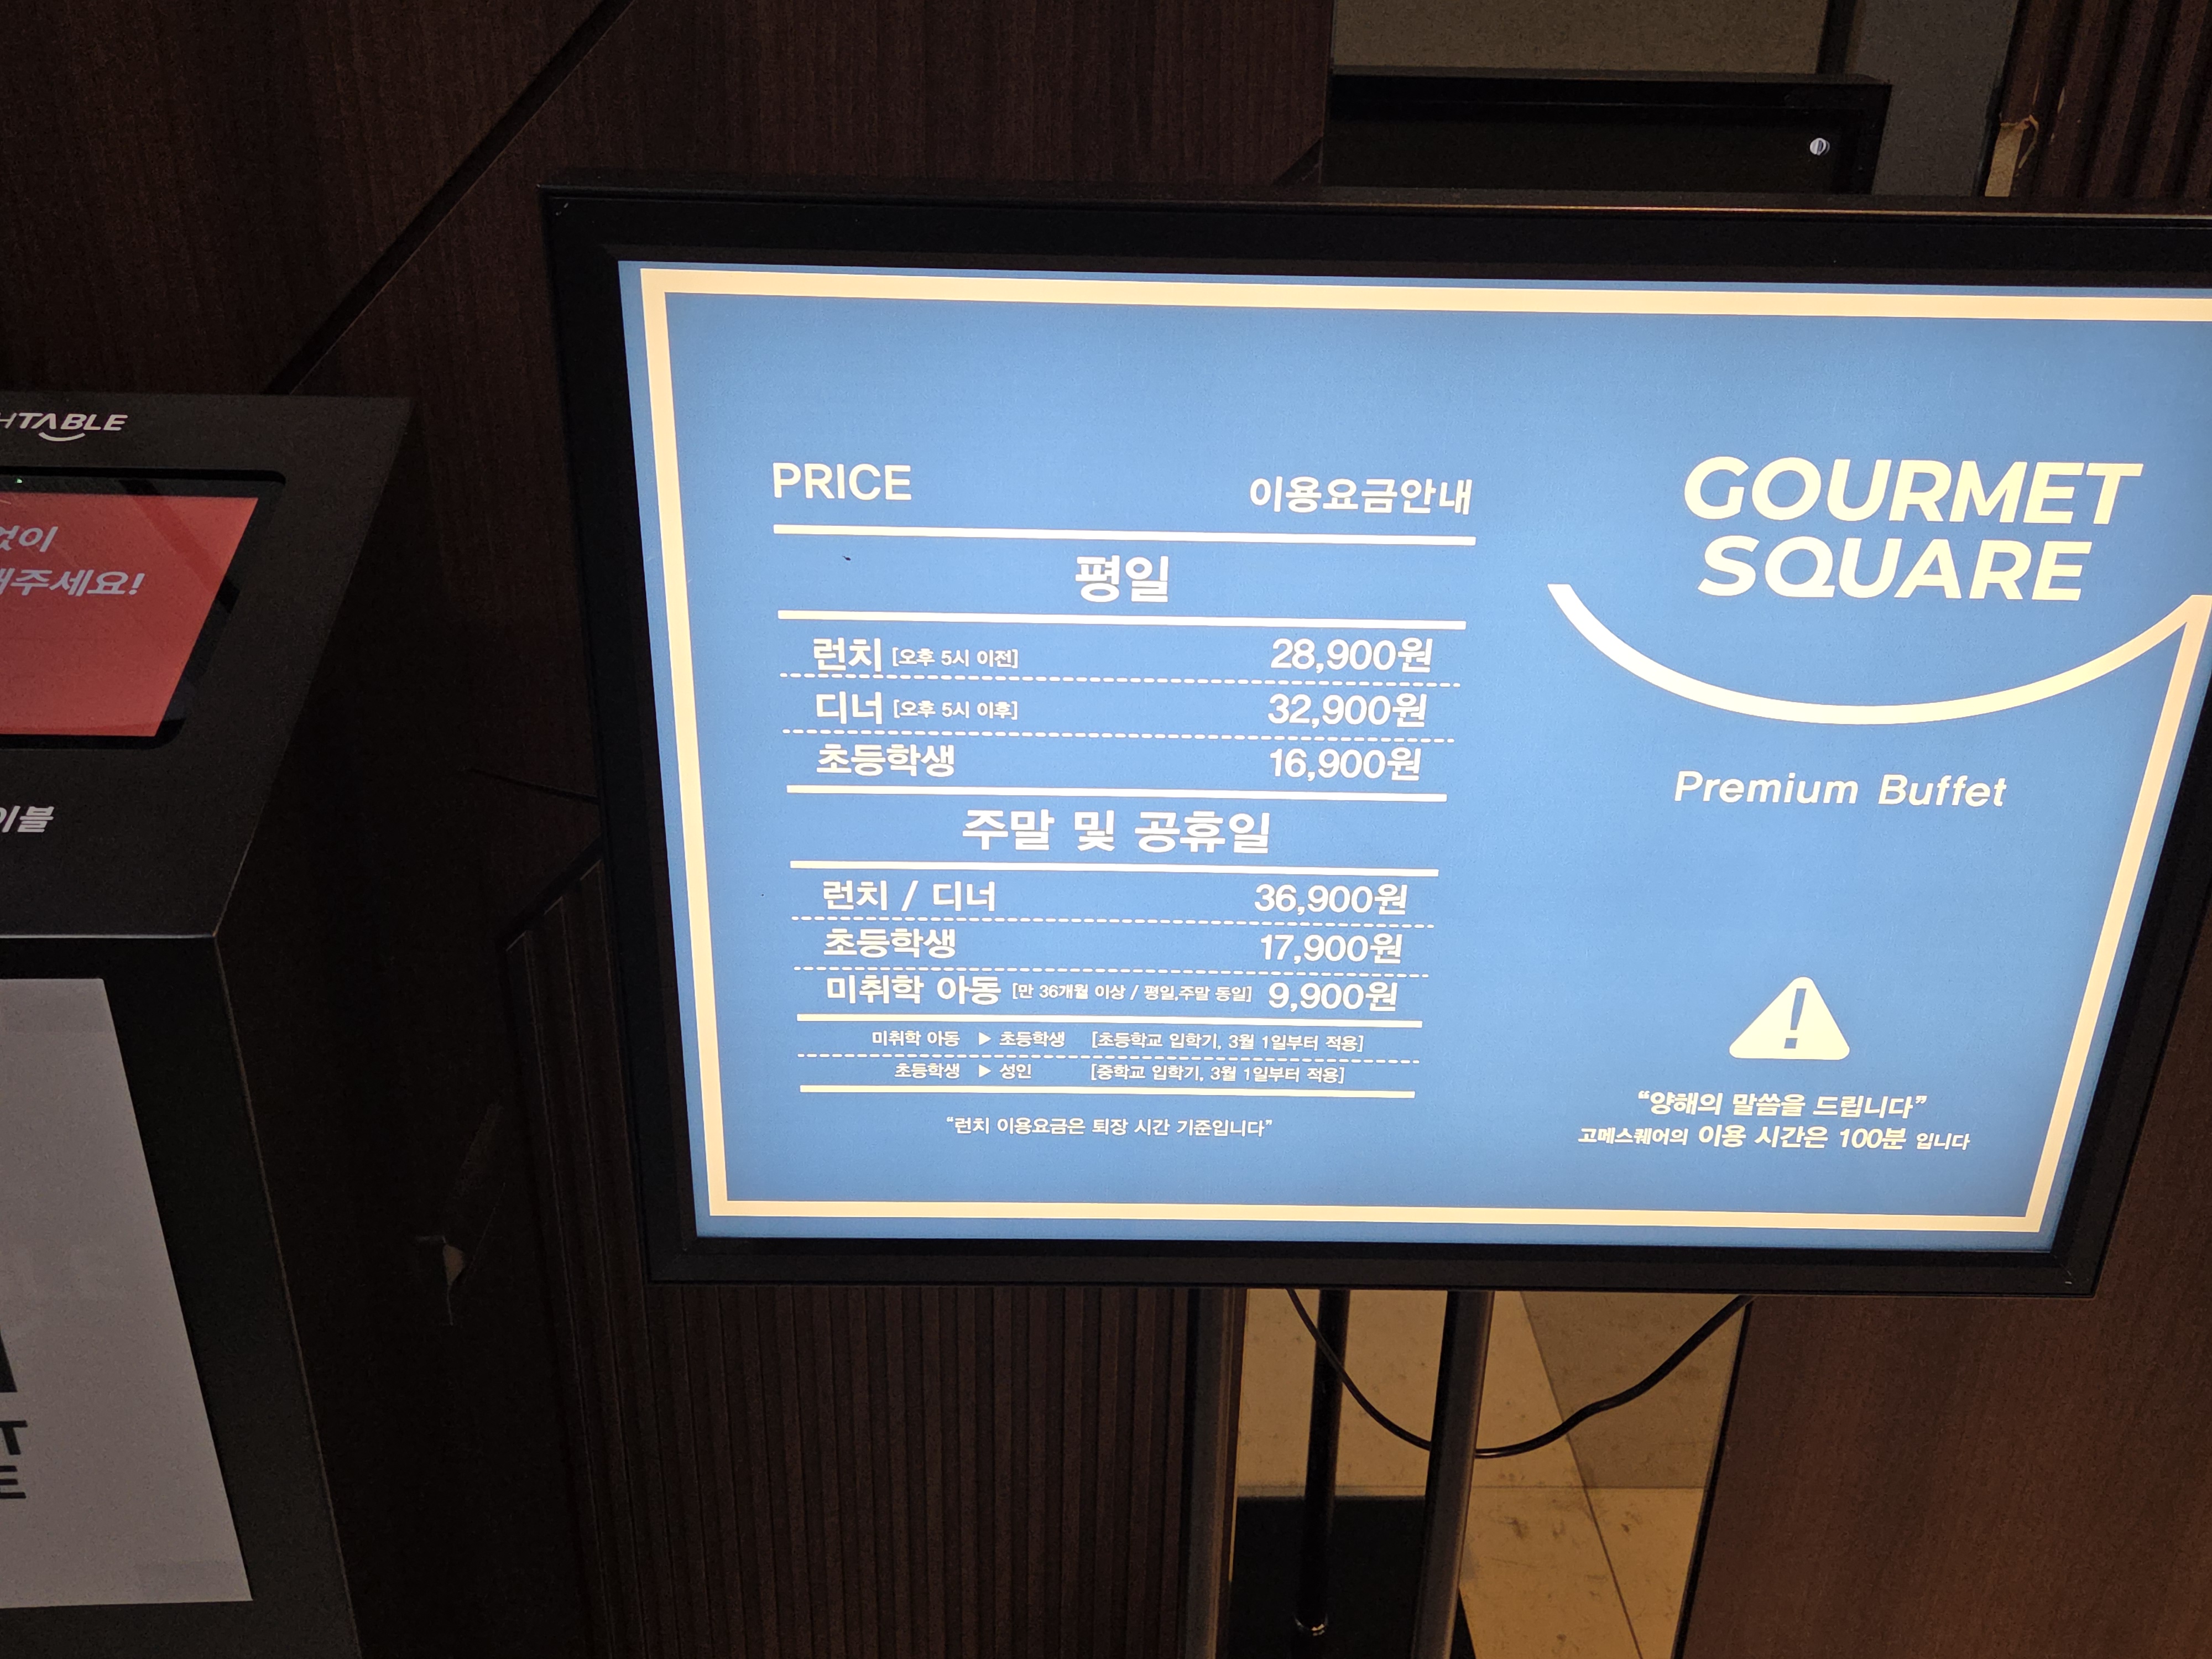 TABLE
해주세요!
PRICE 이용요금안내
평일
런치 [오후 5시 이전] 28,900원
디너 [오후 5시 이후] 32,900원
초등학생 16,900원
주말 및 공휴일
런치 / 디너 36,900원
초등학생 17,900원
미취학 아동 [만 36개월 이상 / 평일,주말 동일] 9,900원
미취학 아동 ▶ 초등학생 [초등학교 입학기, 3월 1일부터 적용]
초등학생 ▶ 성인 [중학교 입학기, 3월 1일부터 적용]
“런치 이용요금은 퇴장 시간 기준입니다”
GOURMET
SQUARE
Premium Buffet
!
“양해의 말씀을 드립니다”
고메스퀘어의 이용 시간은 100분 입니다